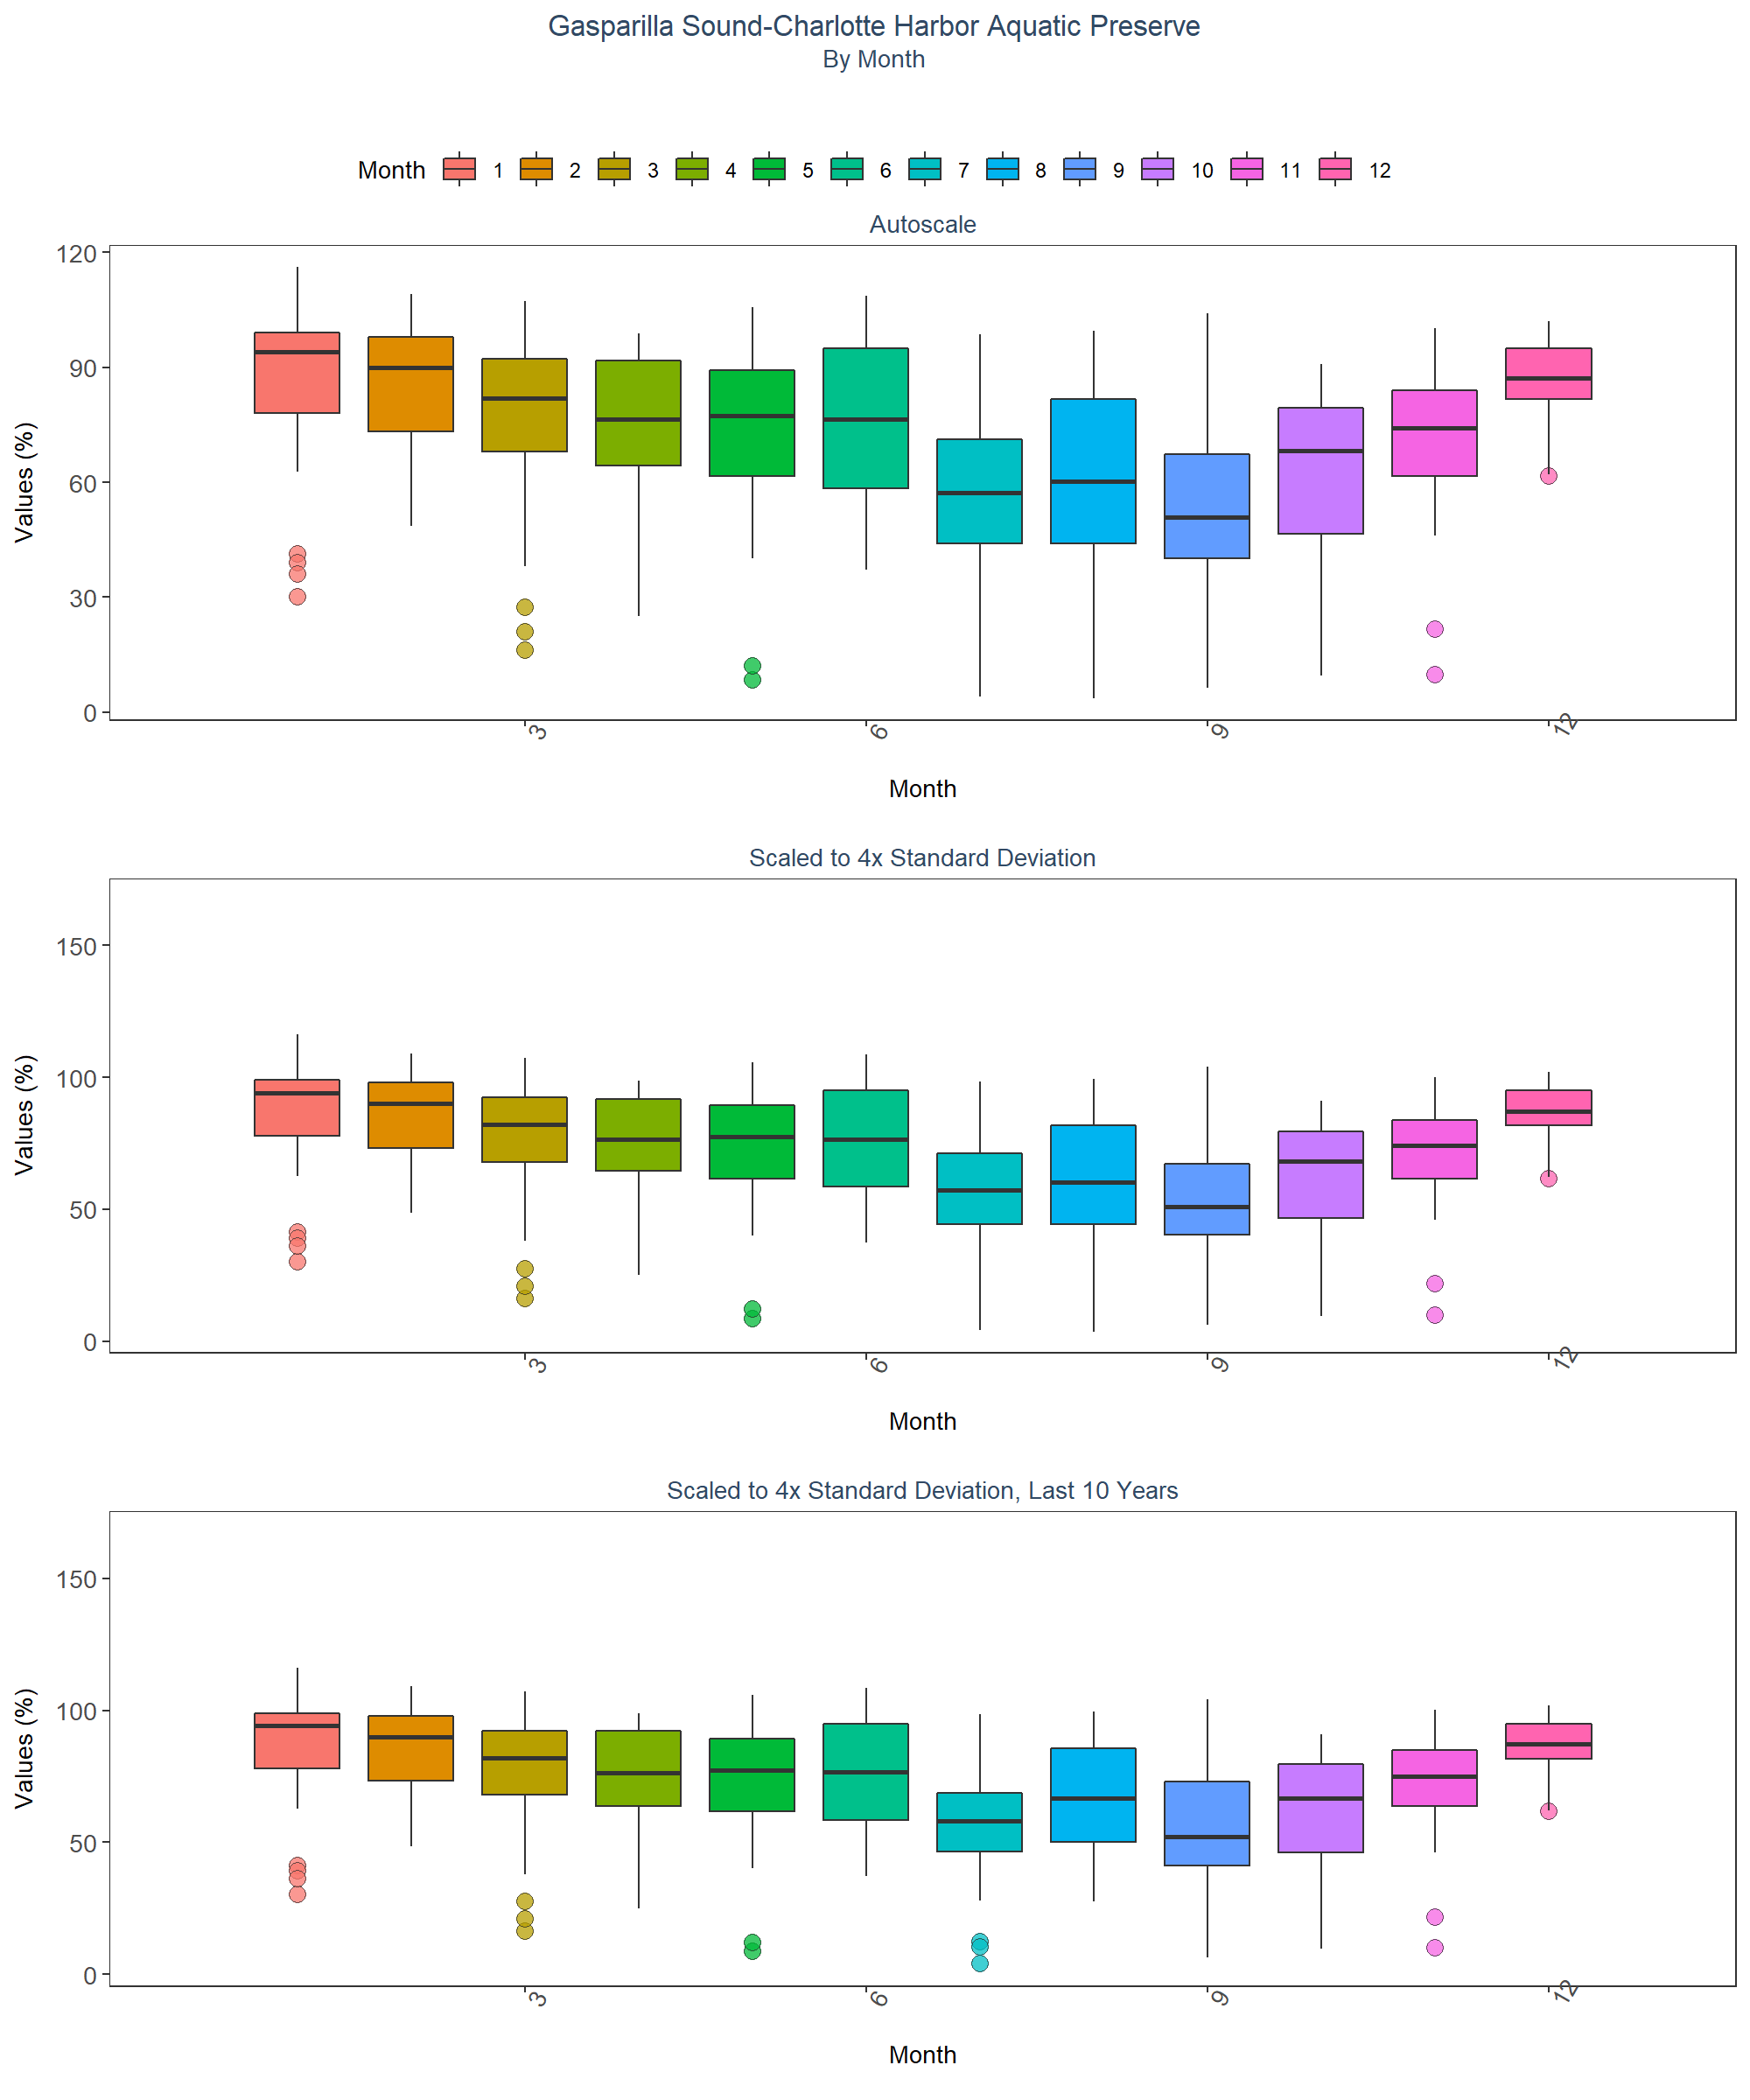 Gasparilla Sound-Charlotte Harbor Aquatic Preserve
By Month
Month 1 2 3 4 5 6 7 8 9 10 11 12
Autoscale
Values (%)
120
90
60
30
0
3 6 9 12
Month
Scaled to 4x Standard Deviation
Values (%)
150
100
50
0
3 6 9 12
Month
Scaled to 4x Standard Deviation, Last 10 Years
Values (%)
150
100
50
0
3 6 9 12
Month